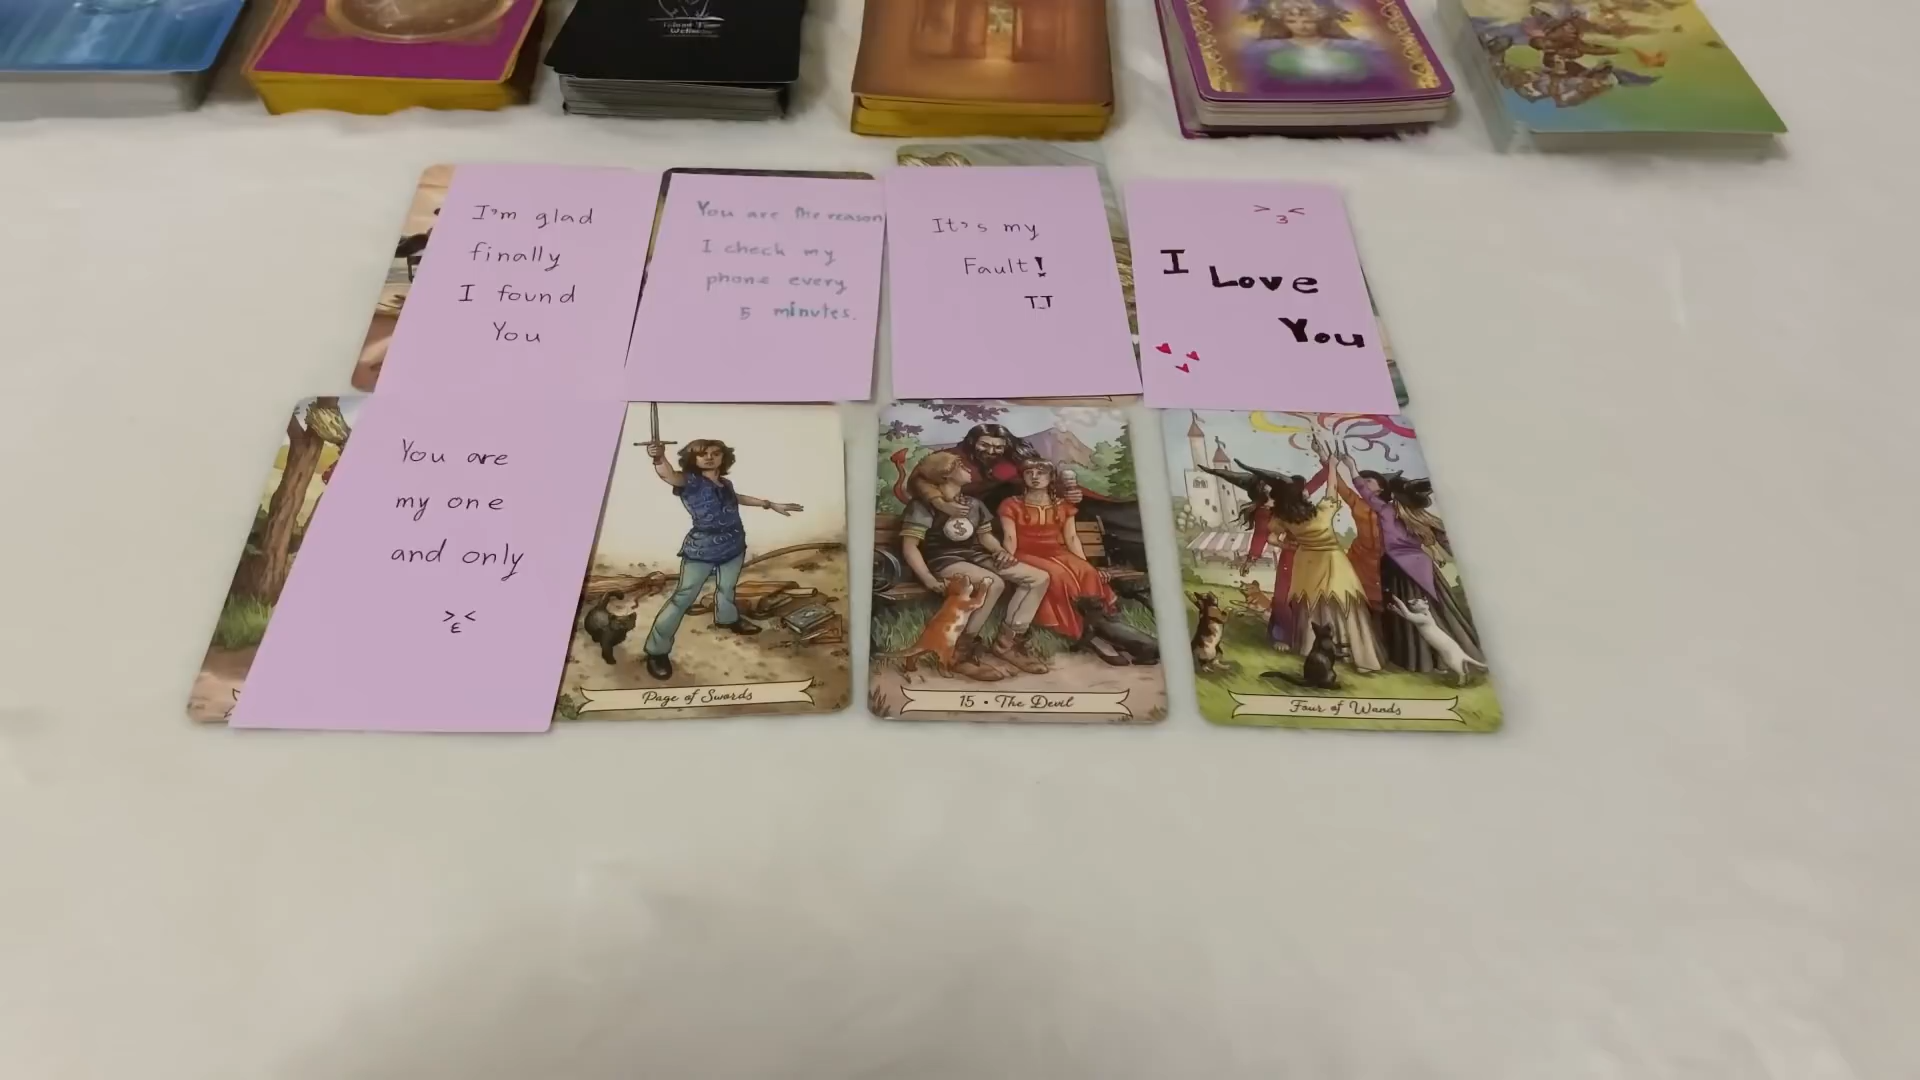 I'm glad
finally
I found
You
You are the reason
I check my
phone every
5 minutes.
It's my
Fault!
T_T
>3<
I Love
You
You are
my one
and only
>ε<
Page of Swords
15 • The Devil
Four of Wands
$